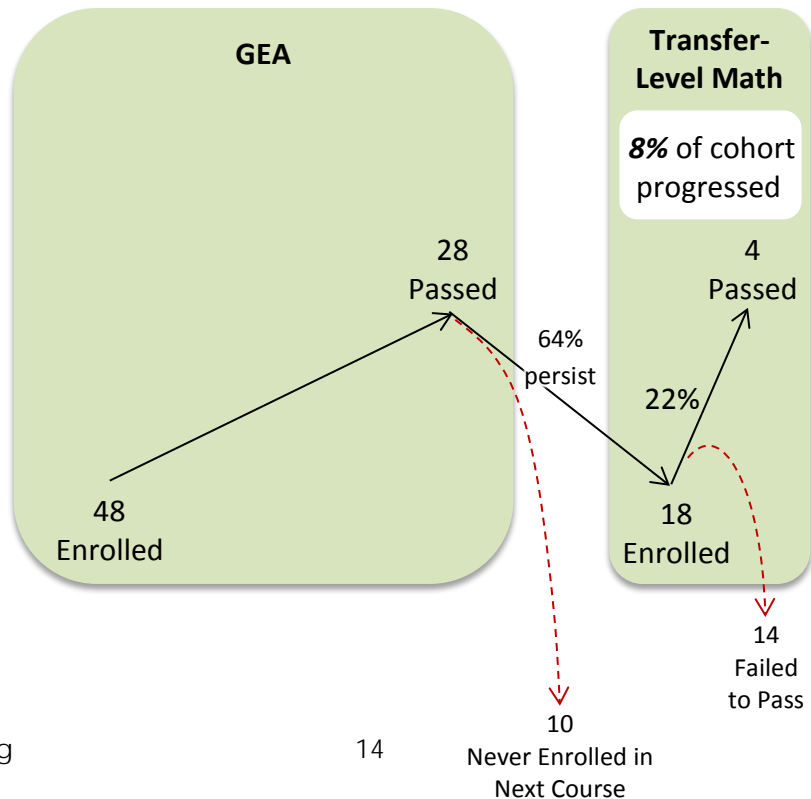 GEA
Transfer-
Level Math
8% of cohort
progressed
28
Passed
4
Passed
64%
persist
22%
48
Enrolled
18
Enrolled
14
Failed
to Pass
10
Never Enrolled in
Next Course
g
14